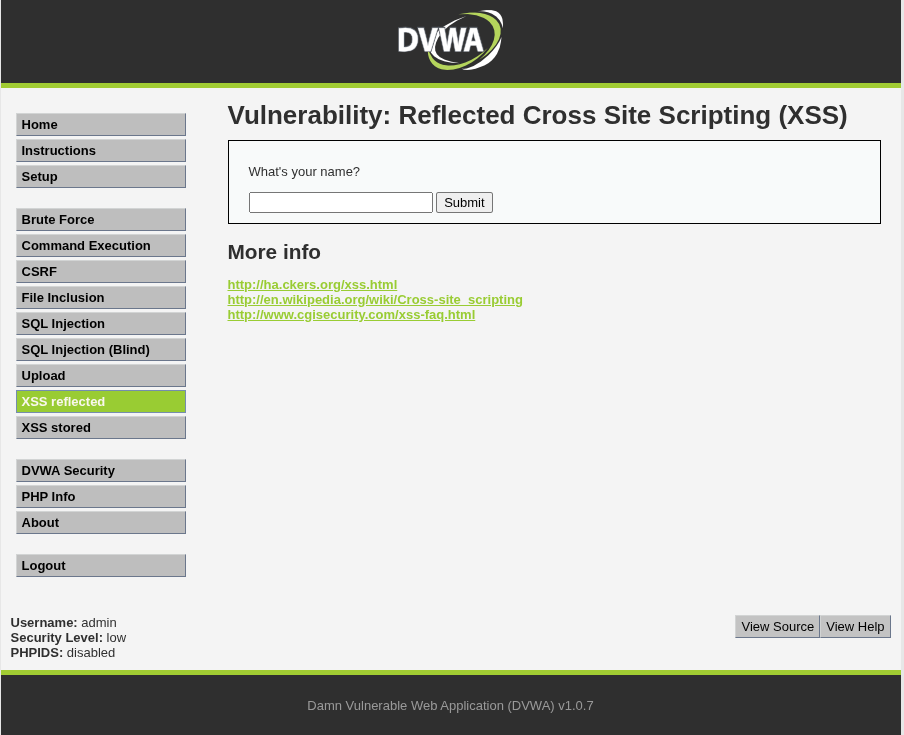 DVWA
Vulnerability: Reflected Cross Site Scripting (XSS)
Home
Instructions
Setup
Brute Force
Command Execution
CSRF
File Inclusion
SQL Injection
SQL Injection (Blind)
Upload
XSS reflected
XSS stored
DVWA Security
PHP Info
About
Logout
What's your name?
Submit
More info
http://ha.ckers.org/xss.html
http://en.wikipedia.org/wiki/Cross-site_scripting
http://www.cgisecurity.com/xss-faq.html
Username: admin
Security Level: low
PHPIDS: disabled
View Source View Help
Damn Vulnerable Web Application (DVWA) v1.0.7